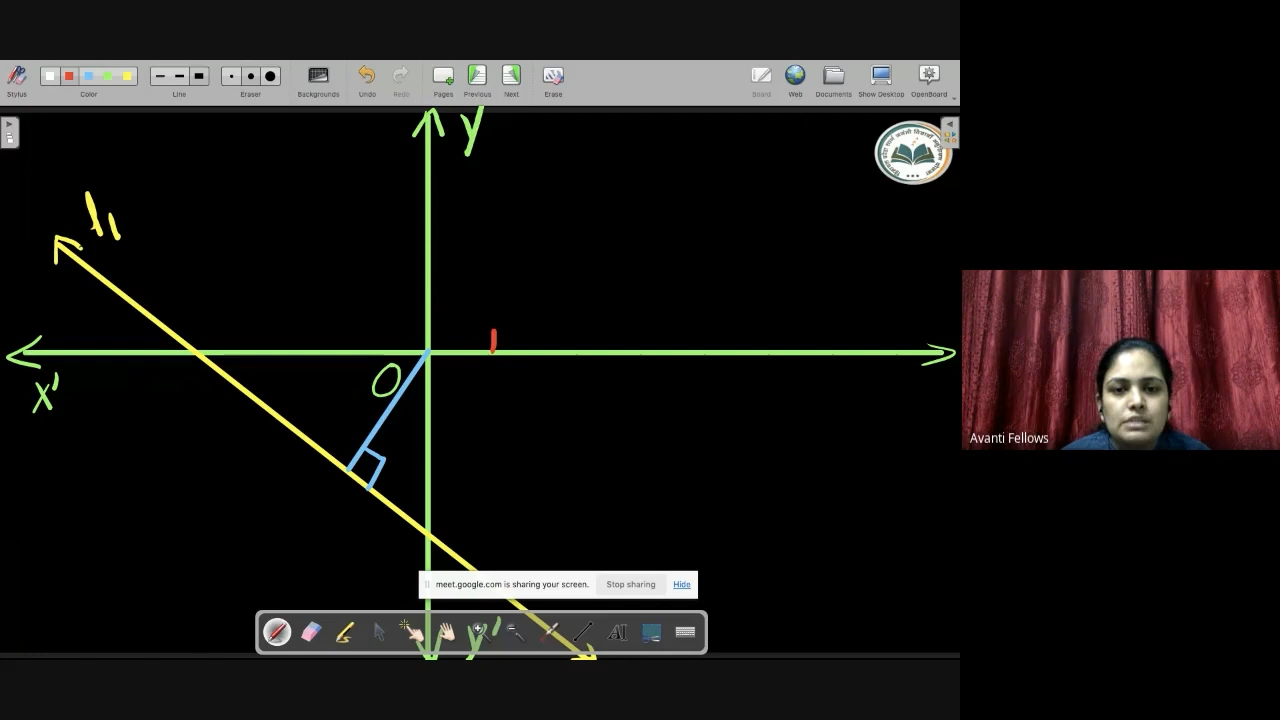 Stylus
Color
Line
Eraser
Backgrounds
Undo
Redo
Pages
Previous
Next
Erase
Board
Web
Documents
Show Desktop
OpenBoard
y
l₁
x'
O
Avanti Fellows
meet.google.com is sharing your screen.
Stop sharing
Hide
y'
AI